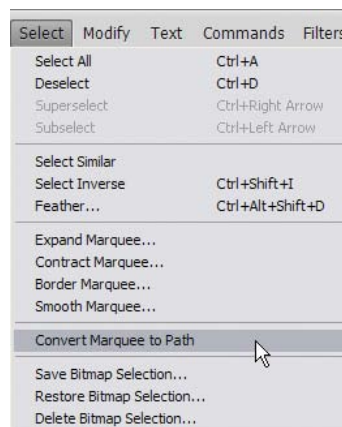 Select Modify Text Commands Filters
Select All Ctrl+A
Deselect Ctrl+D
Superselect Ctrl+Right Arrow
Subselect Ctrl+Left Arrow
Select Similar
Select Inverse Ctrl+Shift+I
Feather... Ctrl+Alt+Shift+D
Expand Marquee...
Contract Marquee...
Border Marquee...
Smooth Marquee...
Convert Marquee to Path
Save Bitmap Selection...
Restore Bitmap Selection...
Delete Bitmap Selection...